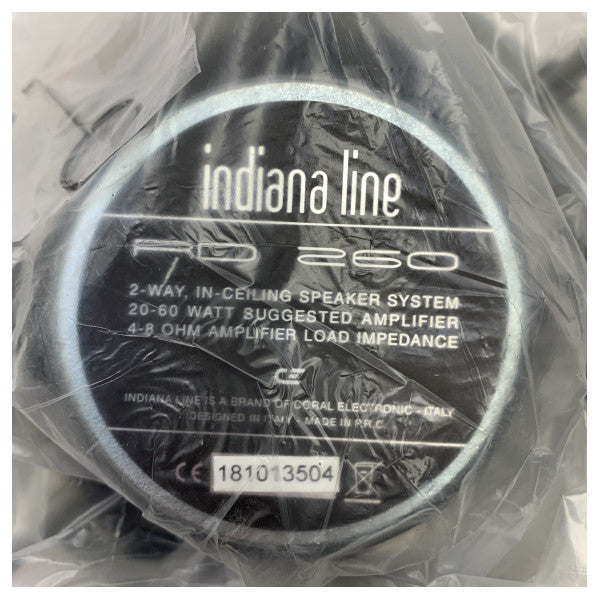 indiana line
RD 260
2-WAY, IN-CEILING SPEAKER SYSTEM
20-60 WATT SUGGESTED AMPLIFIER
4-8 OHM AMPLIFIER LOAD IMPEDANCE
INDIANA LINE IS A BRAND OF CORAL ELECTRONIC - ITALY
DESIGNED IN ITALY - MADE IN P.R.C.
CE 181013504